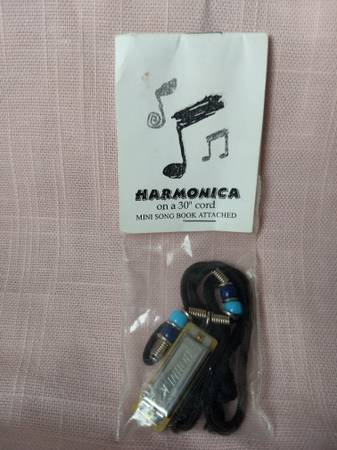 HARMONICA
on a 30" cord
MINI SONG BOOK ATTACHED